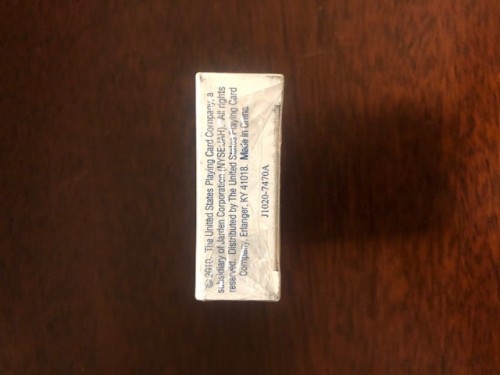 © 2010. The United States Playing Card Company, a
subsidiary of Jarden Corporation (NYSE:JAH). All rights
reserved. Distributed by The United States Playing Card
Company, Erlanger, KY 41018. Made in China.
J1020-7470A